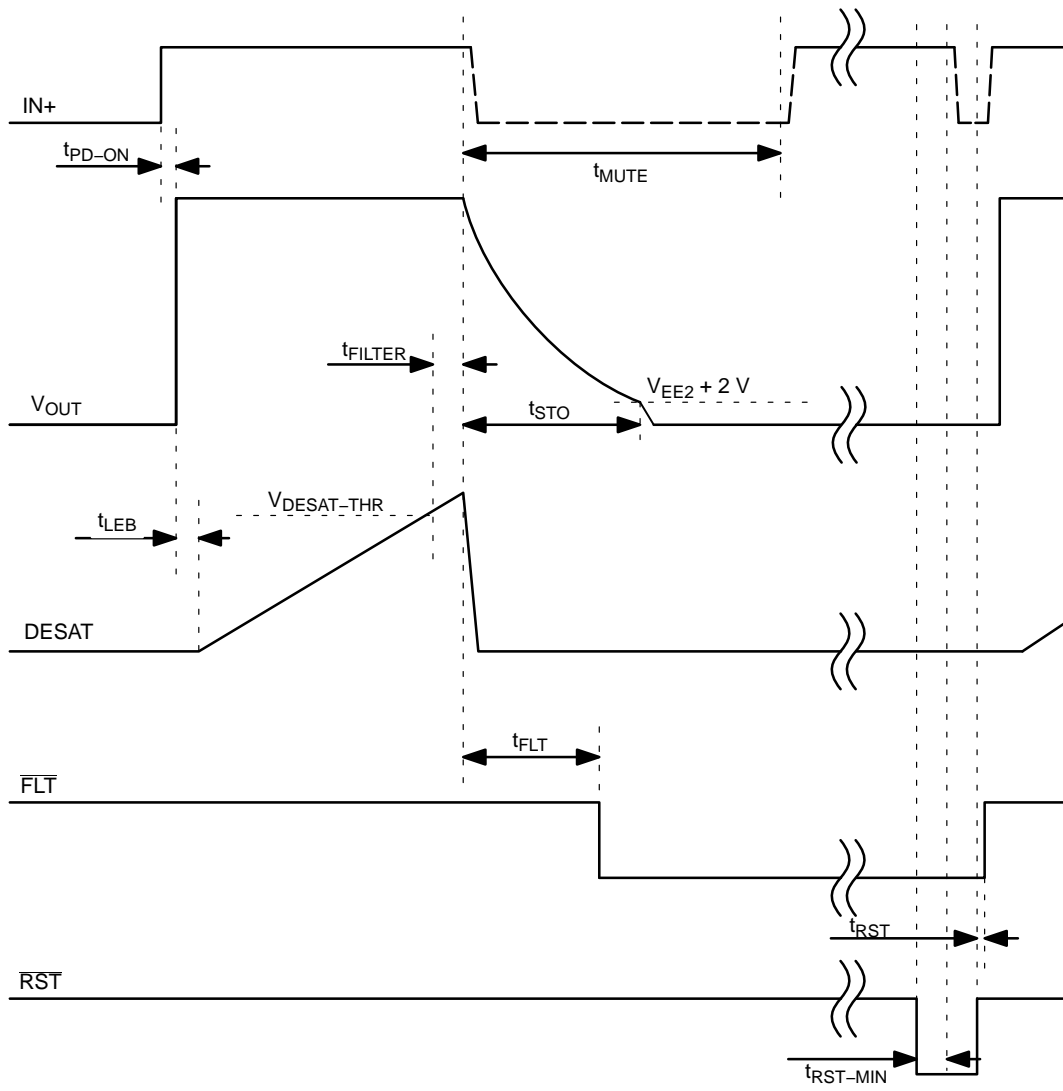 IN+
tPD–ON
tMUTE
tFILTER
VEE2 + 2 V
VOUT
tSTO
VDESAT–THR
tLEB
DESAT
tFLT
FLT
tRST
RST
tRST–MIN